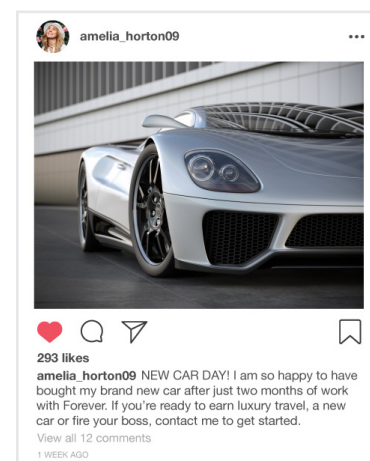 amelia_horton09
293 likes
amelia_horton09 NEW CAR DAY! I am so happy to have
bought my brand new car after just two months of work
with Forever. If you’re ready to earn luxury travel, a new
car or fire your boss, contact me to get started.
View all 12 comments
1 WEEK AGO